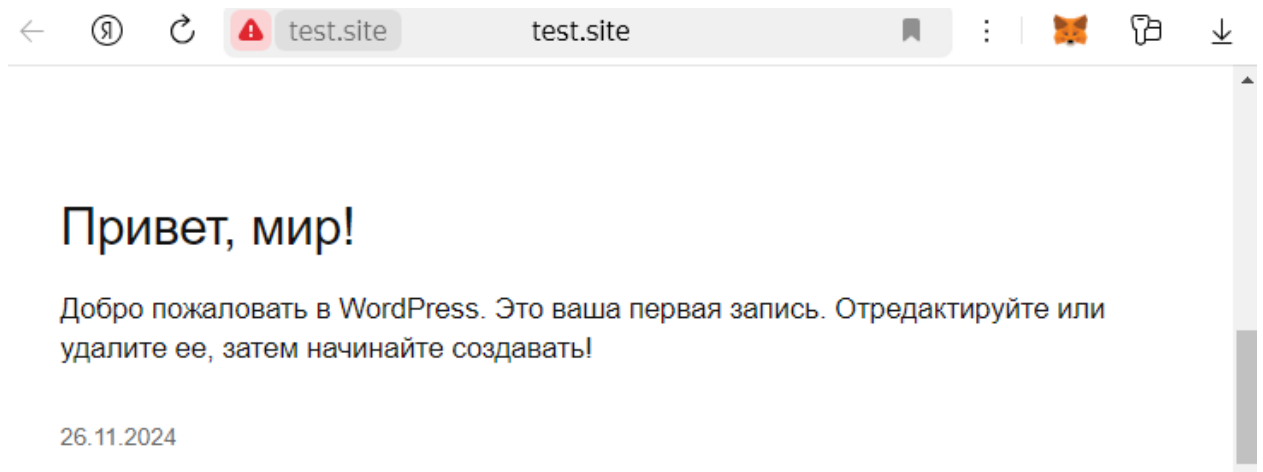 test.site test.site
Привет, мир!
Добро пожаловать в WordPress. Это ваша первая запись. Отредактируйте или
удалите ее, затем начинайте создавать!
26.11.2024